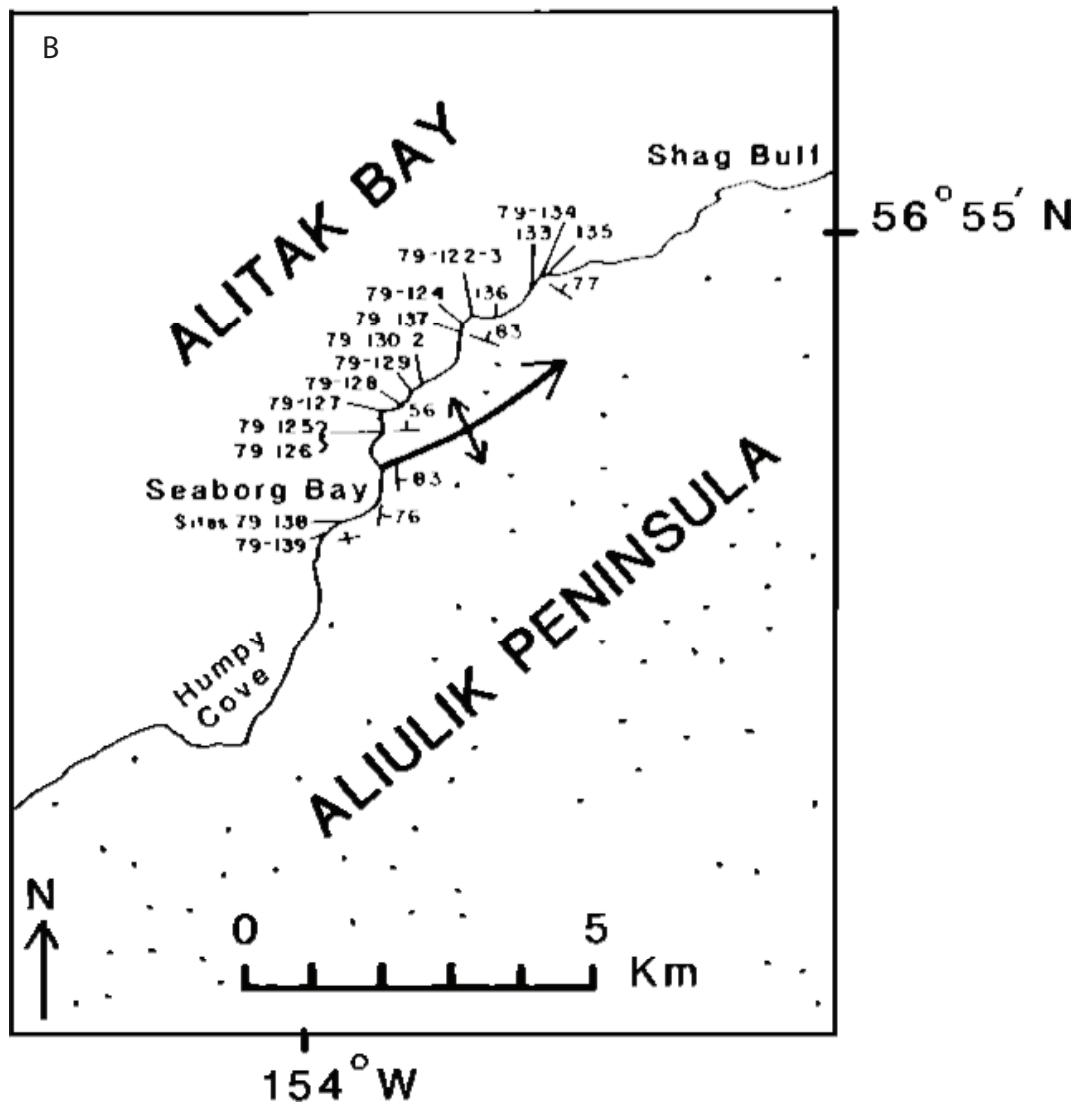 B
ALITAK BAY
Shag Bulf
56° 55′ N
79-134
133
135
79-122-3
77
79-124
136
79 137
83
79 130 2
79-129
79-128
79-127
56
79 125
79 126
83
Seaborg Bay
76
Sites 79 138
79-139
Humpy
Cove
ALIULIK PENINSULA
N
0
5
Km
154° W